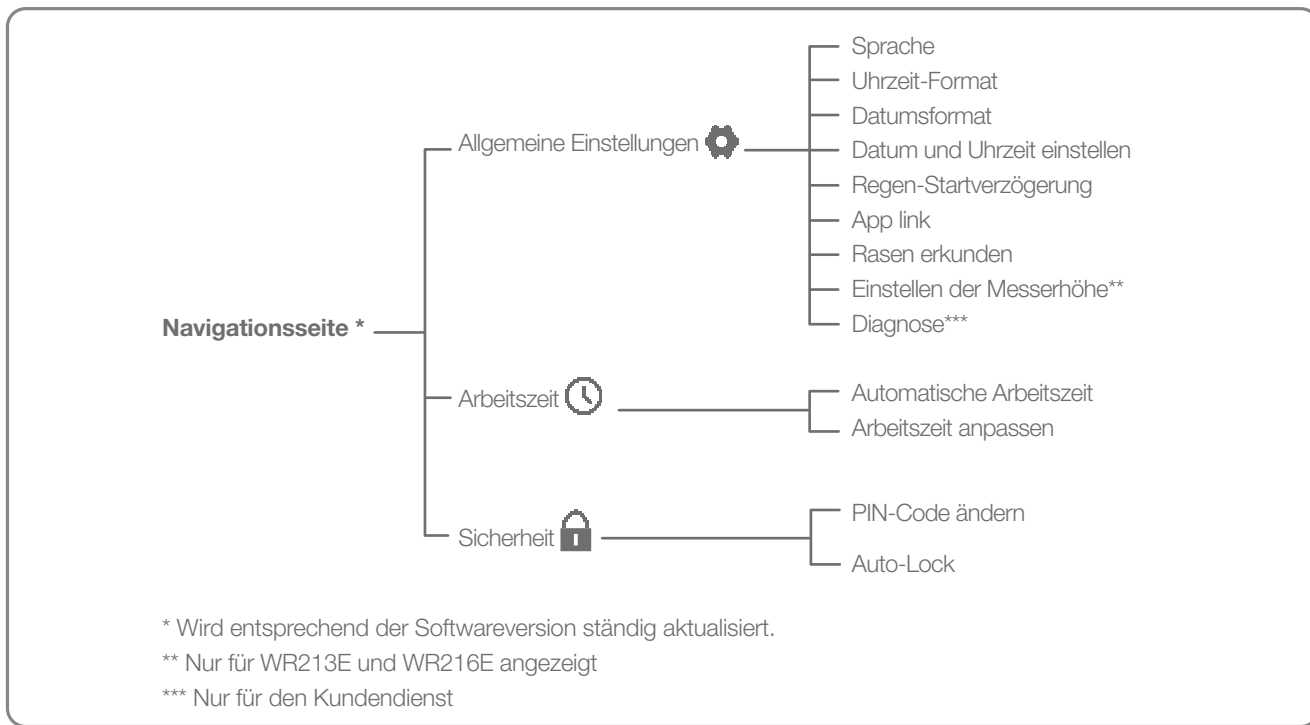 Navigationsseite *
Allgemeine Einstellungen
Sprache
Uhrzeit-Format
Datumsformat
Datum und Uhrzeit einstellen
Regen-Startverzögerung
App link
Rasen erkunden
Einstellen der Messerhöhe**
Diagnose***
Arbeitszeit
Automatische Arbeitszeit
Arbeitszeit anpassen
Sicherheit
PIN-Code ändern
Auto-Lock
* Wird entsprechend der Softwareversion ständig aktualisiert.
** Nur für WR213E und WR216E angezeigt
*** Nur für den Kundendienst